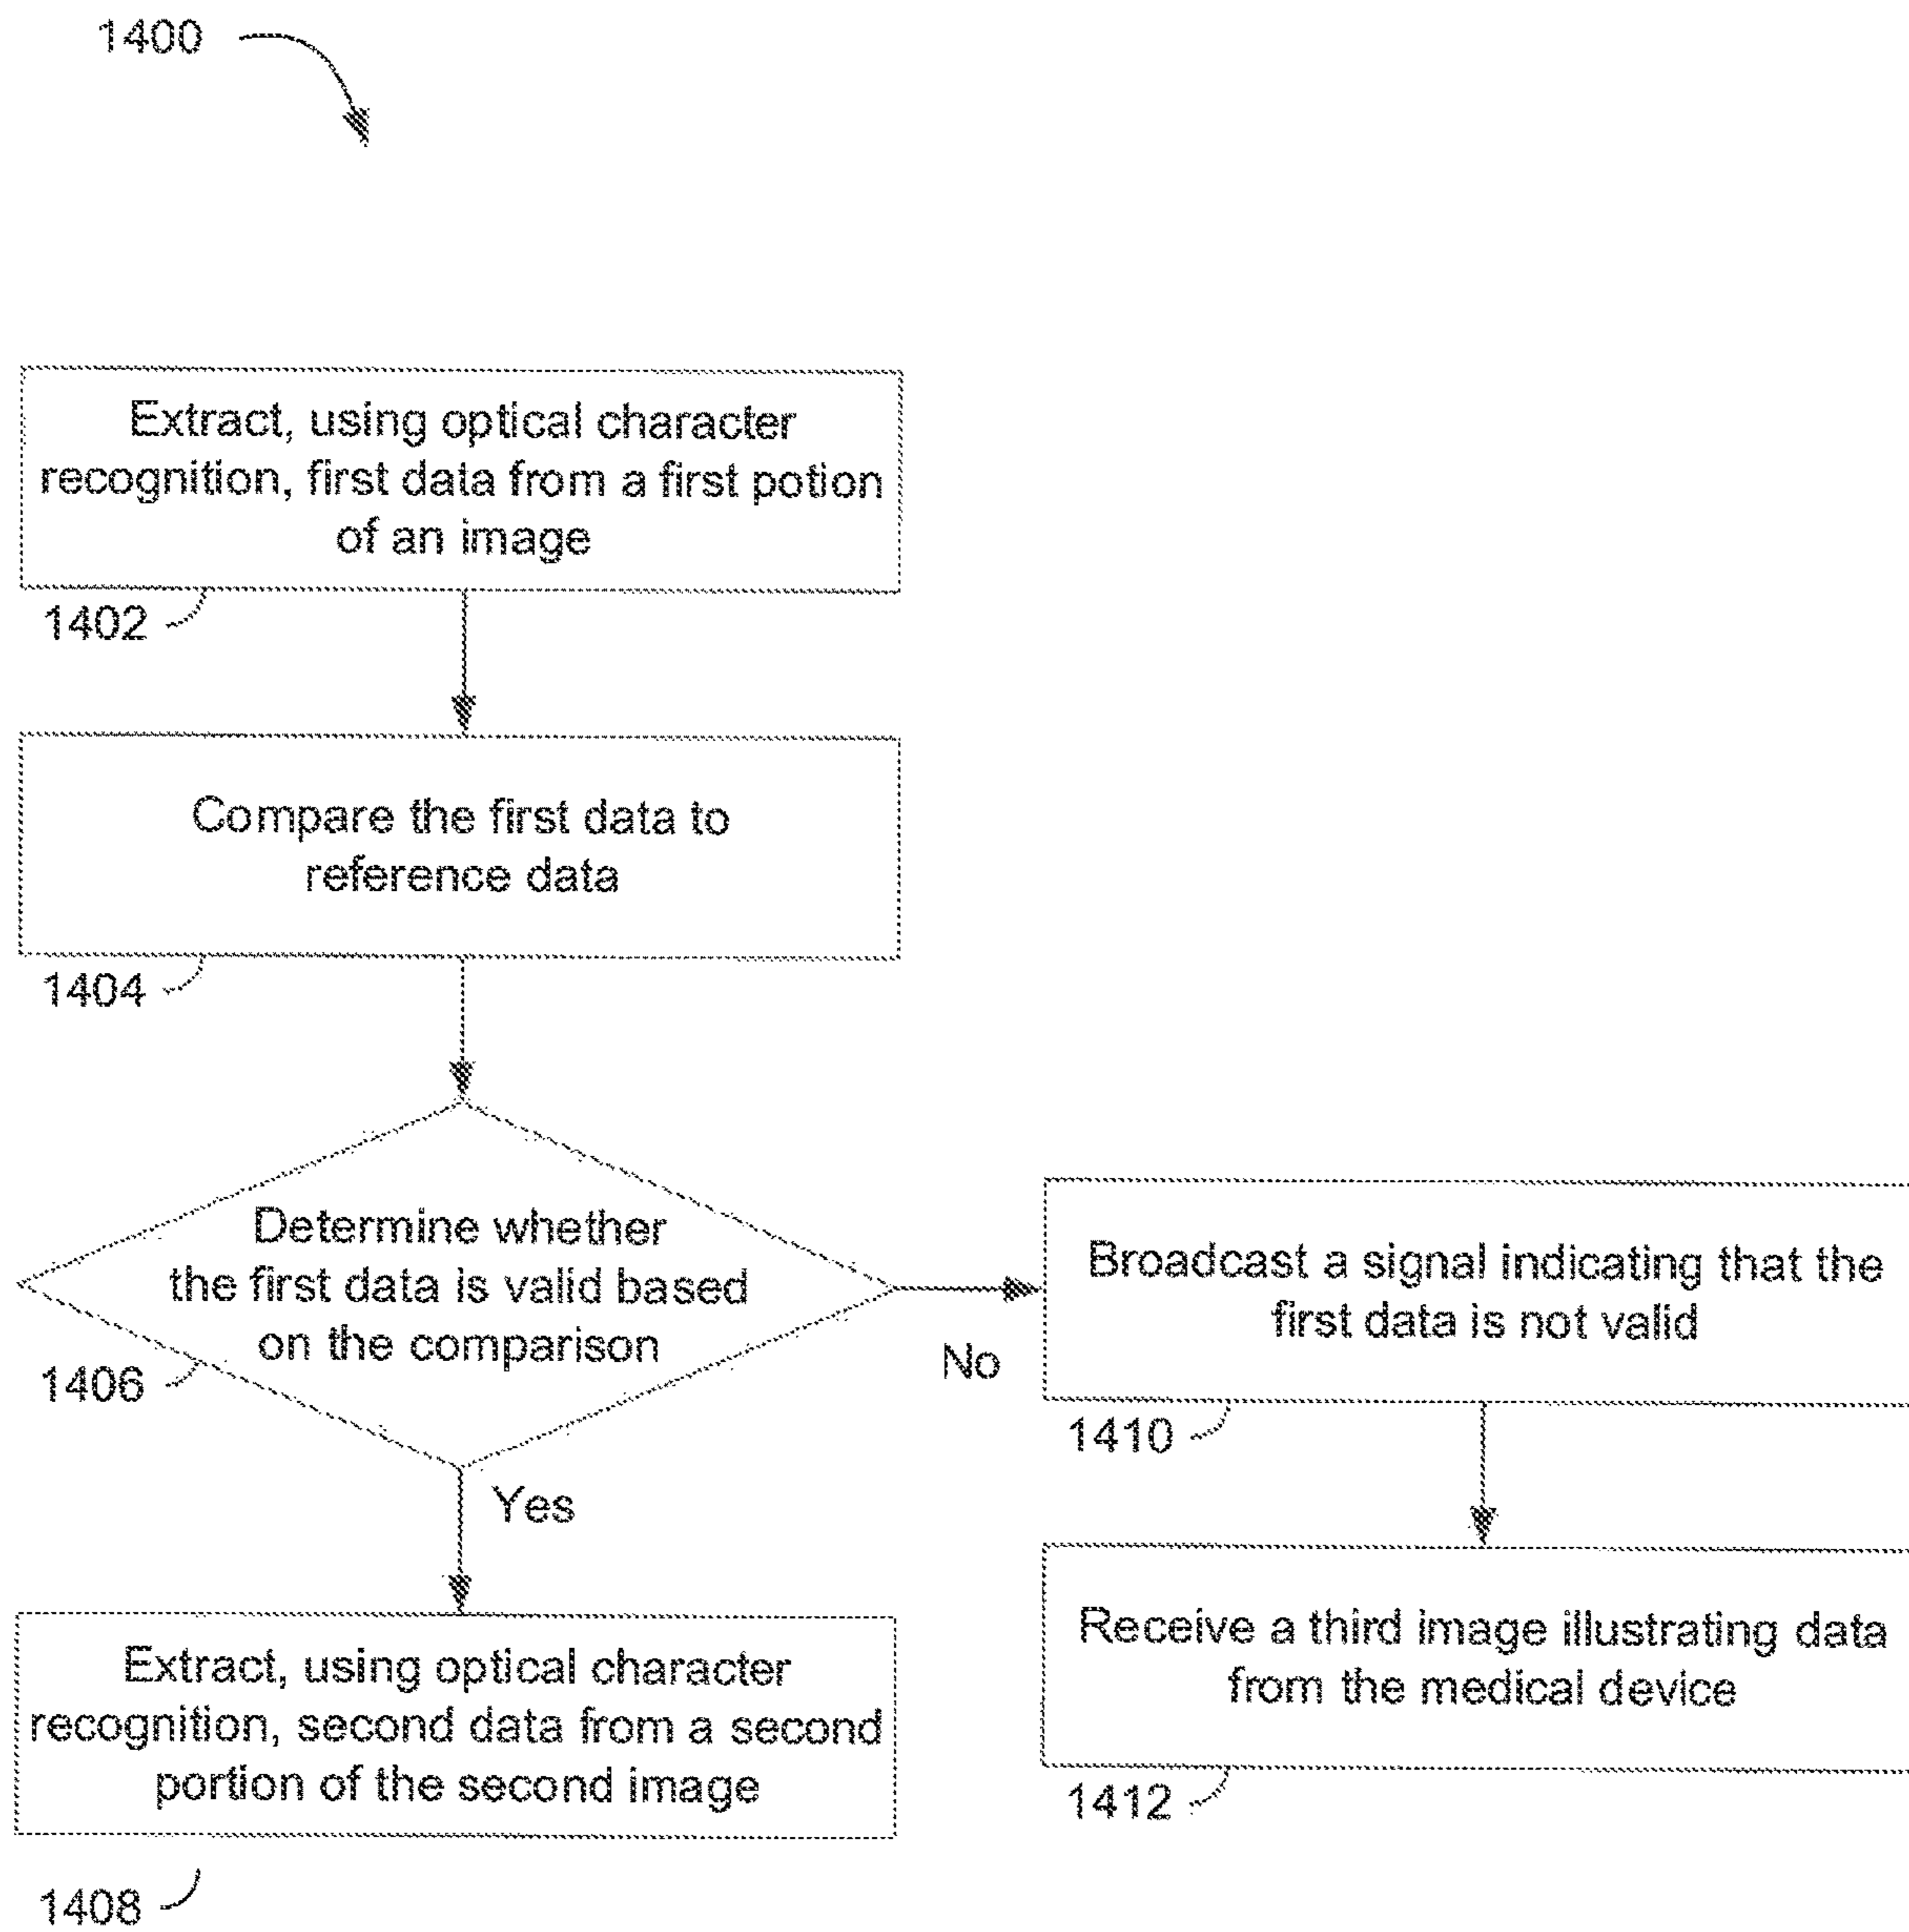 1400
Extract, using optical character
recognition, first data from a first potion
of an image
1402
Compare the first data to
reference data
1404
Determine whether
the first data is valid based
on the comparison
1406
No
Yes
Broadcast a signal indicating that the
first data is not valid
1410
Receive a third image illustrating data
from the medical device
1412
Extract, using optical character
recognition, second data from a second
portion of the second image
1408